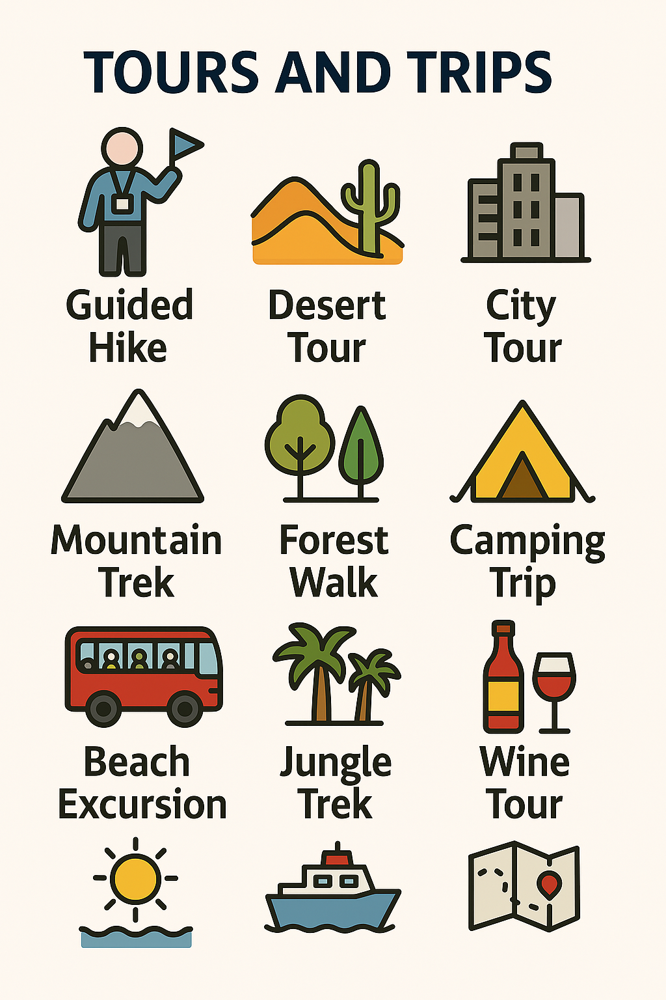 TOURS AND TRIPS
Guided
Hike
Desert
Tour
City
Tour
Mountain
Trek
Forest
Walk
Camping
Trip
Beach
Excursion
Jungle
Trek
Wine
Tour